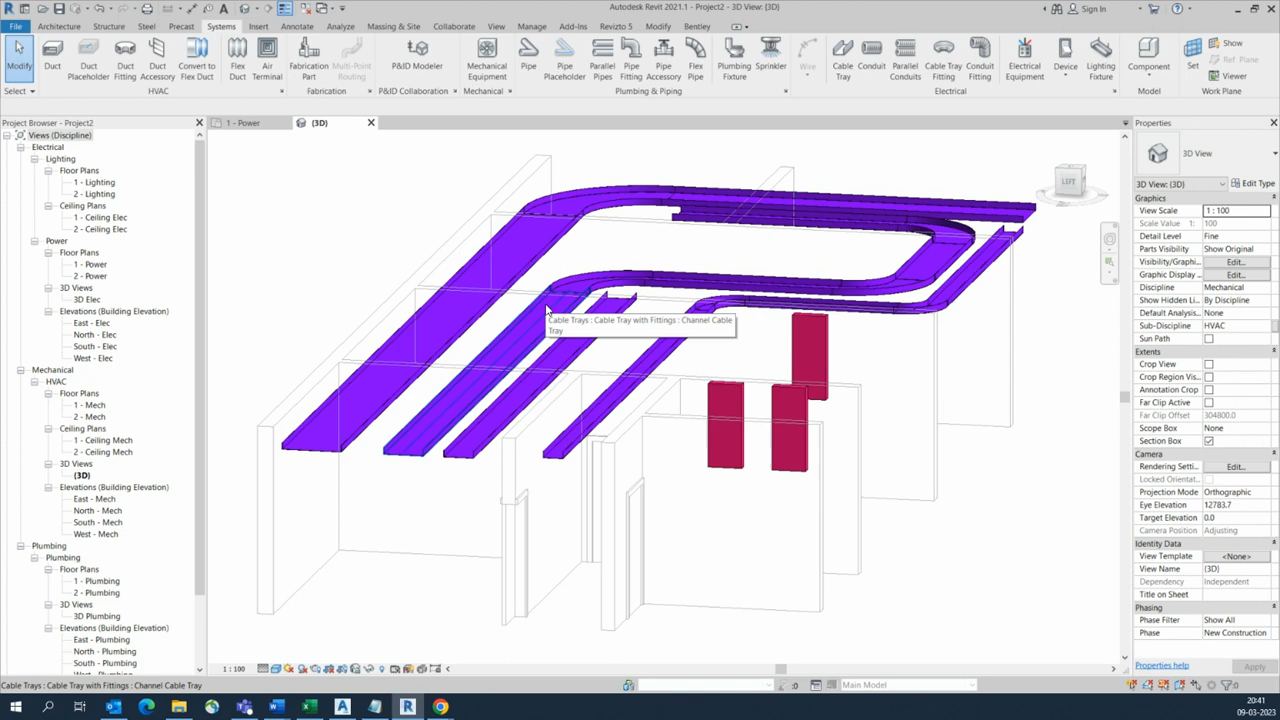 Autodesk Revit 2021.1 - Project2 - 3D View: {3D}
Sign In
File Architecture Structure Steel Precast Systems Insert Annotate Analyze Massing & Site Collaborate View Manage Add-Ins Revizto 5 Modify Bentley
Modify
Duct
Duct Placeholder
Duct Fitting
Duct Accessory
Convert to Flex Duct
Flex Duct
Air Terminal
Fabrication Part
Multi-Point Routing
P&ID Modeler
Mechanical Equipment
Pipe
Pipe Placeholder
Parallel Pipes
Pipe Fitting
Pipe Accessory
Flex Pipe
Plumbing Fixture
Sprinkler
Wire
Cable Tray
Conduit
Parallel Conduits
Cable Tray Fitting
Conduit Fitting
Electrical Equipment
Device
Lighting Fixture
Component
Set
Show
Ref Plane
Viewer
Select HVAC Fabrication P&ID Collaboration Mechanical Plumbing & Piping Electrical Model Work Plane
Project Browser - Project2
Views (Discipline)
Electrical
Lighting
Floor Plans
1 - Lighting
2 - Lighting
Ceiling Plans
1 - Ceiling Elec
2 - Ceiling Elec
Power
Floor Plans
1 - Power
2 - Power
3D Views
3D Elec
Elevations (Building Elevation)
East - Elec
North - Elec
South - Elec
West - Elec
Mechanical
HVAC
Floor Plans
1 - Mech
2 - Mech
Ceiling Plans
1 - Ceiling Mech
2 - Ceiling Mech
3D Views
{3D}
Elevations (Building Elevation)
East - Mech
North - Mech
South - Mech
West - Mech
Plumbing
Plumbing
Floor Plans
1 - Plumbing
2 - Plumbing
3D Views
3D Plumbing
Elevations (Building Elevation)
East - Plumbing
North - Plumbing
South - Plumbing
1 - Power
{3D}
LEFT
Cable Trays : Cable Tray with Fittings : Channel Cable
Tray
Properties
3D View
3D View: {3D} Edit Type
Graphics
View Scale 1 : 100
Scale Value 1: 100
Detail Level Fine
Parts Visibility Show Original
Visibility/Graphi... Edit...
Graphic Display ... Edit...
Discipline Mechanical
Show Hidden Li... By Discipline
Default Analysis... None
Sub-Discipline HVAC
Sun Path
Extents
Crop View
Crop Region Vis...
Annotation Crop
Far Clip Active
Far Clip Offset 304800.0
Scope Box None
Section Box
Camera
Rendering Setti... Edit...
Locked Orientat...
Projection Mode Orthographic
Eye Elevation 12783.7
Target Elevation 0.0
Camera Position Adjusting
Identity Data
View Template <None>
View Name {3D}
Dependency Independent
Title on Sheet
Phasing
Phase Filter Show All
Phase New Construction
Properties help Apply
1 : 100
Cable Trays : Cable Tray with Fittings : Channel Cable Tray
:0
Main Model
:0
20:41
09-03-2023